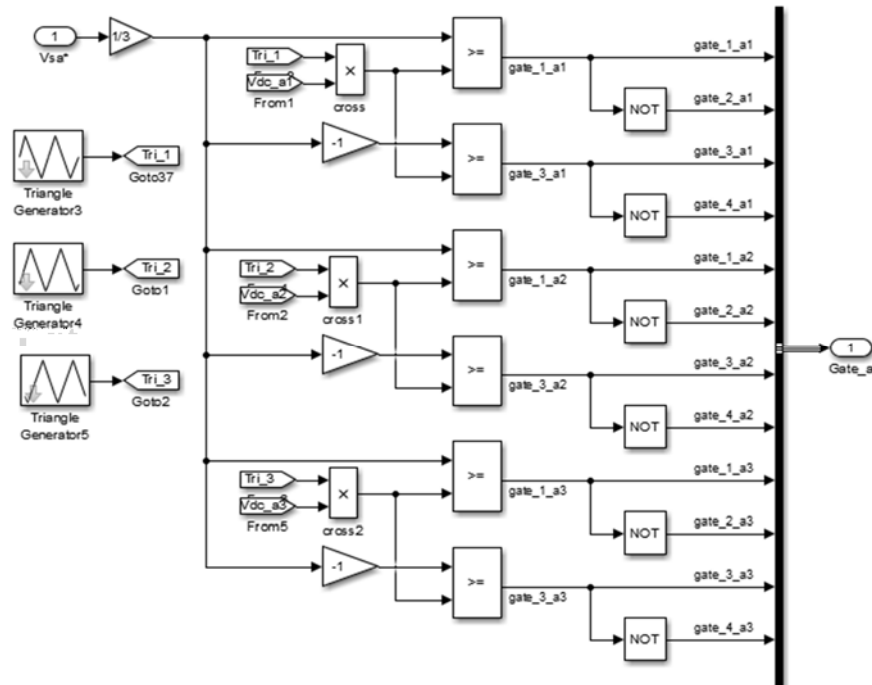 1
Vsa*
1/3
Tri_1
Vdc_a1
From1
×
cross
>=
gate_1_a1
gate_1_a1
NOT
gate_2_a1
-1
>=
gate_3_a1
gate_3_a1
NOT
gate_4_a1
Triangle
Generator3
Tri_1
Goto37
Triangle
Generator4
Tri_2
Goto1
Triangle
Generator5
Tri_3
Goto2
Tri_2
Vdc_a2
From2
×
cross1
>=
gate_1_a2
gate_1_a2
NOT
gate_2_a2
-1
>=
gate_3_a2
gate_3_a2
NOT
gate_4_a2
Tri_3
Vdc_a3
From5
×
cross2
>=
gate_1_a3
gate_1_a3
NOT
gate_2_a3
-1
>=
gate_3_a3
gate_3_a3
NOT
gate_4_a3
1
Gate_a